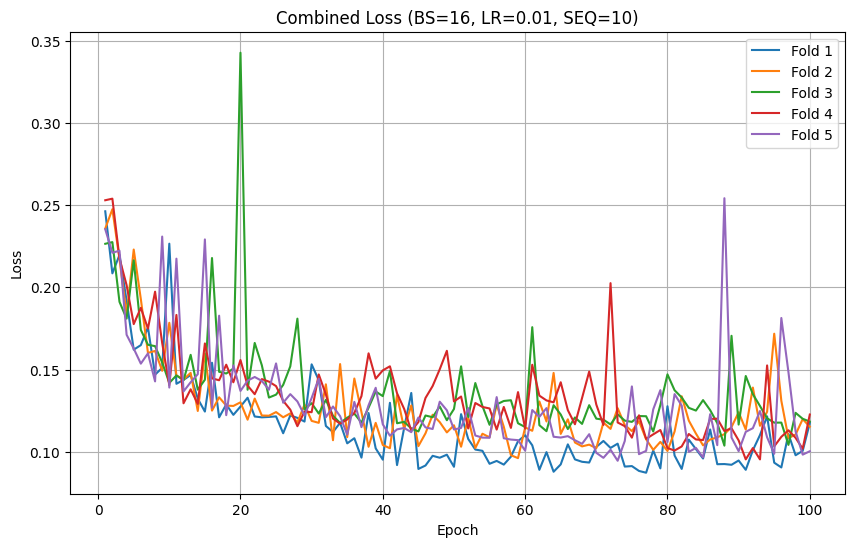 Combined Loss (BS=16, LR=0.01, SEQ=10)
0.35
0.30
0.25
0.20
0.15
0.10
Loss
Fold 1
Fold 2
Fold 3
Fold 4
Fold 5
0
20
40
60
80
100
Epoch